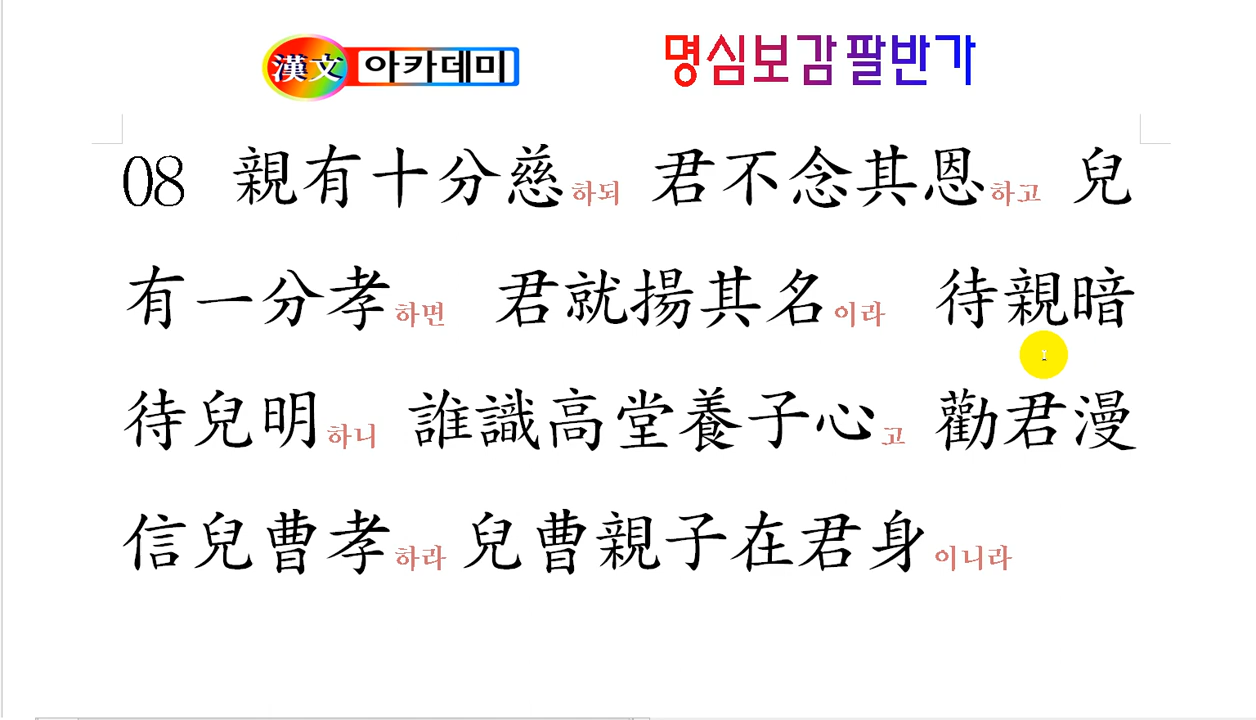 漢文 아카데미 명심보감 팔반가
08 親有十分慈하되 君不念其恩하고 兒
有一分孝하면 君就揚其名이라 待親暗
待兒明하니 誰識高堂養子心고 勸君漫
信兒曹孝하라 兒曹親子在君身이니라